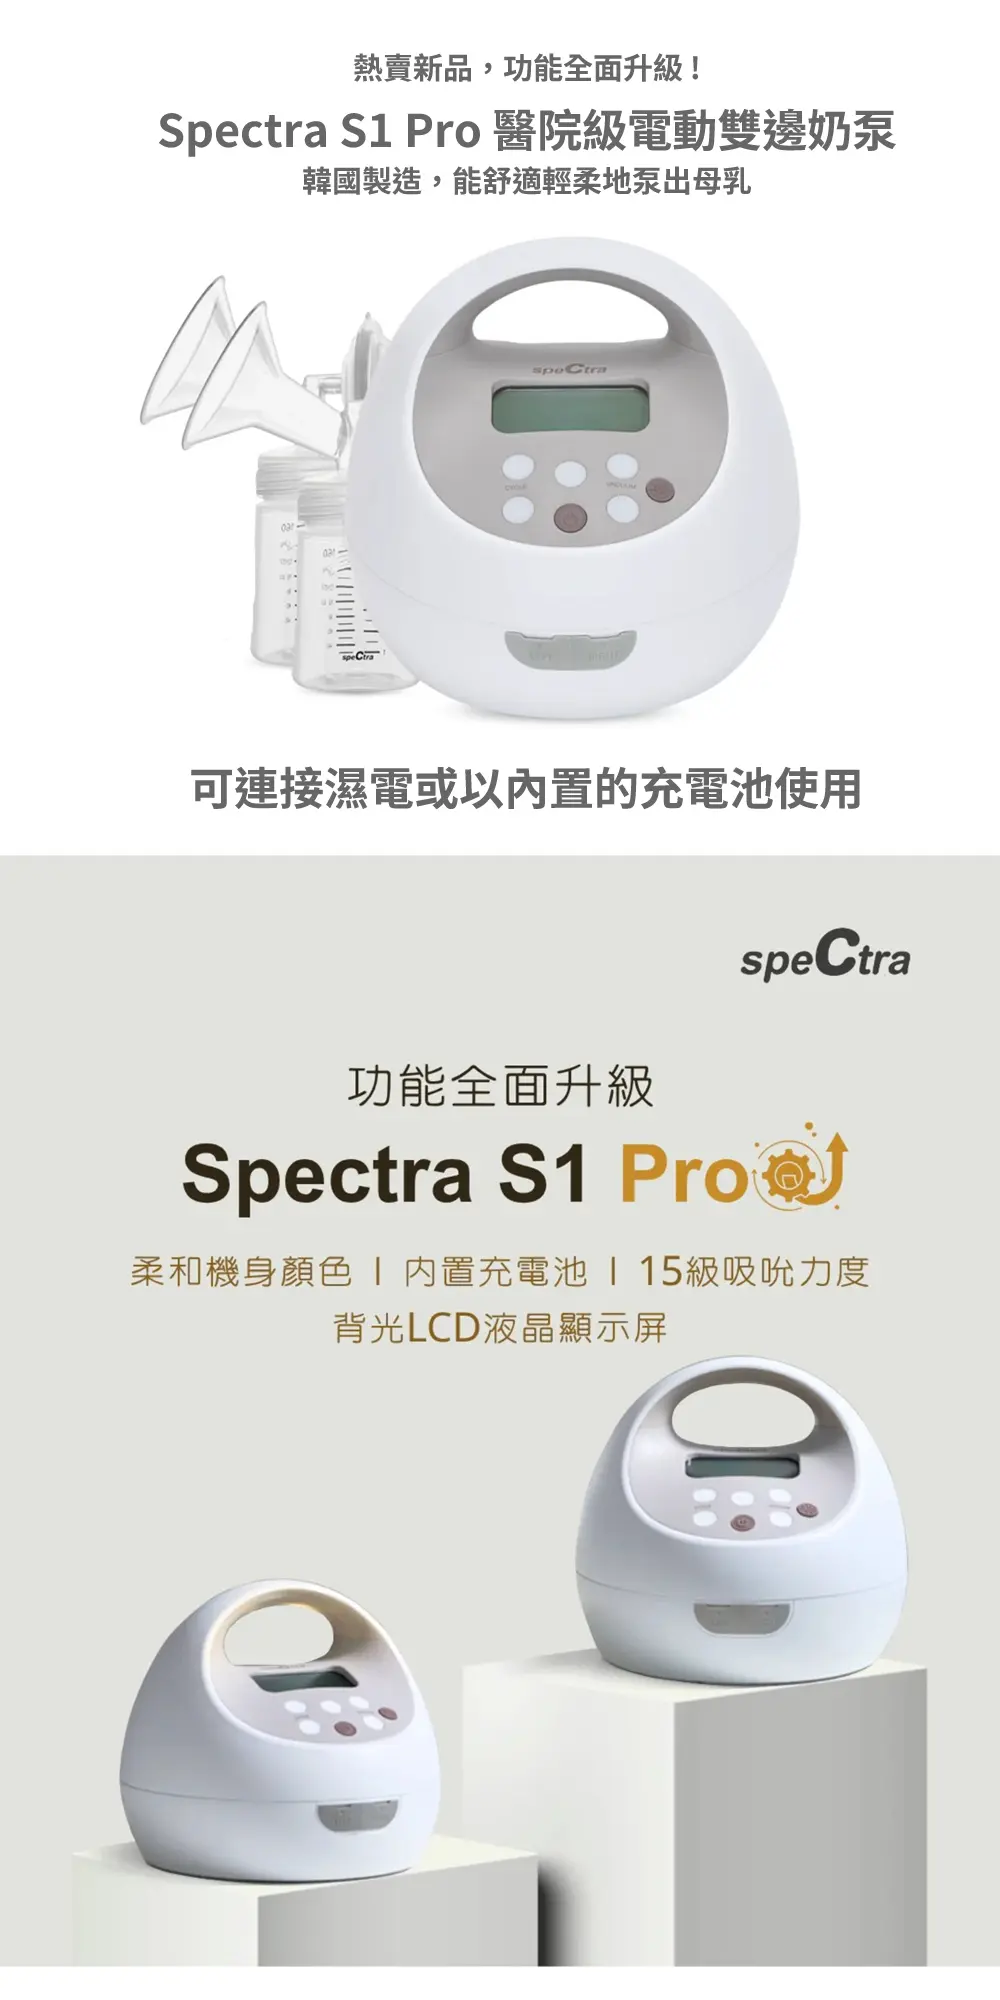 熱賣新品，功能全面升級！
Spectra S1 Pro 醫院級電動雙邊奶泵
韓國製造，能舒適輕柔地泵出母乳
speCtra
CYCLE
VACUUM
speCtra
可連接濕電或以內置的充電池使用
speCtra
功能全面升級
Spectra S1 Pro
柔和機身顏色 | 內置充電池 | 15級吸吮力度
背光LCD液晶顯示屏